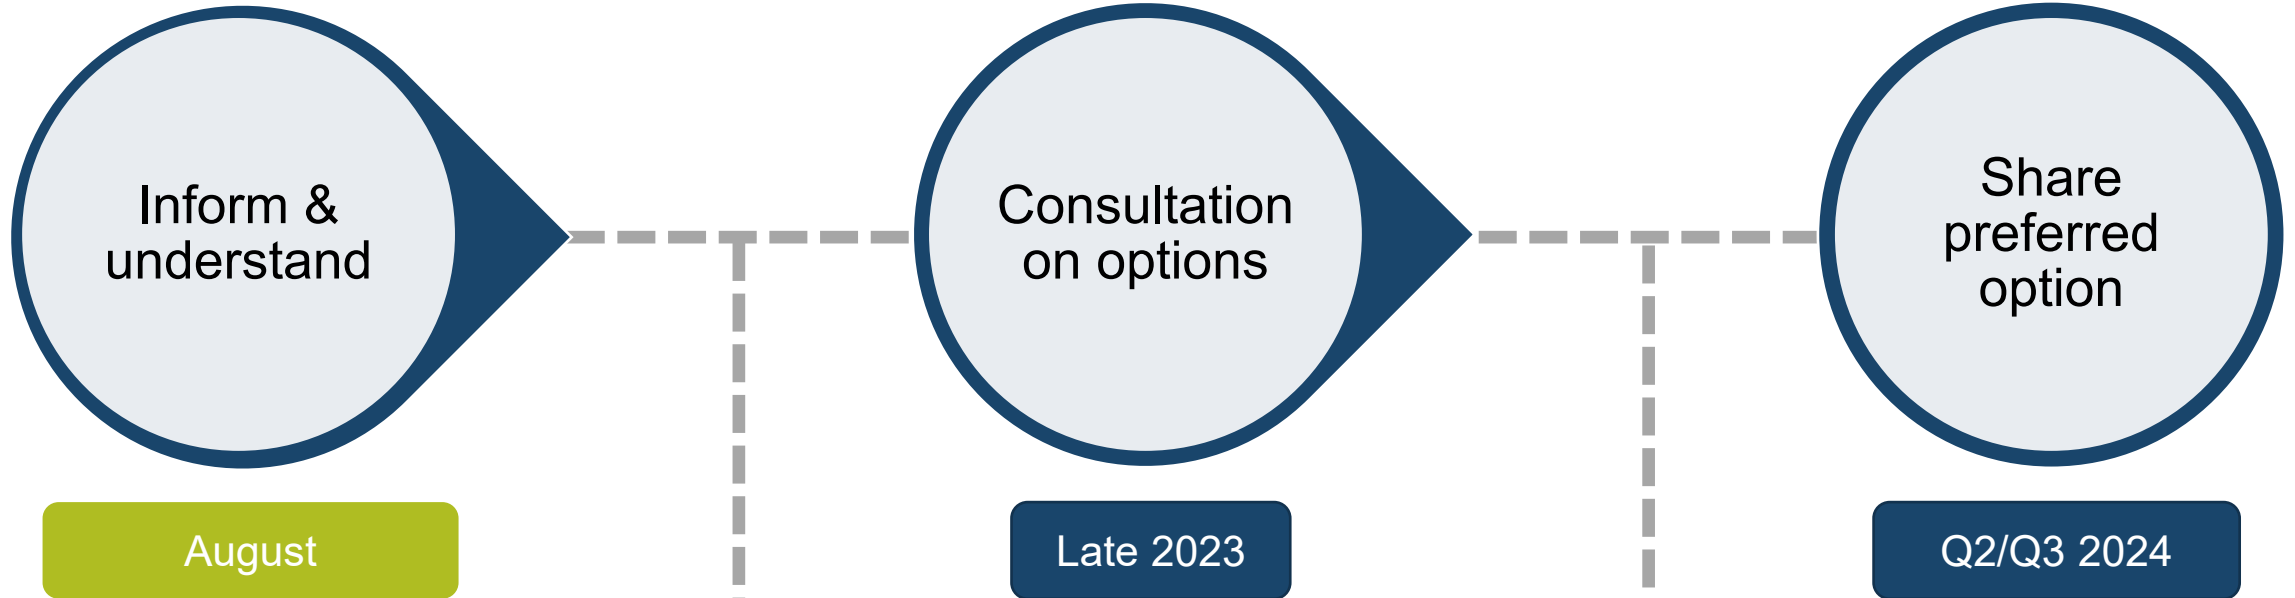 Inform &
understand
August
Consultation
on options
Late 2023
Share
preferred
option
Q2/Q3 2024